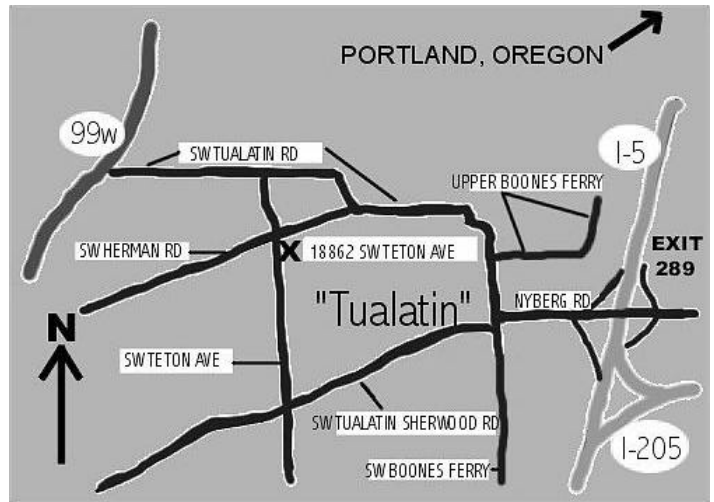 PORTLAND, OREGON
99W
SW TUALATIN RD
I-5
UPPER BOONES FERRY
SW HERMAN RD
X 18862 SW TETON AVE
EXIT
289
"Tualatin"
NYBERG RD
N
SW TETON AVE
SW TUALATIN SHERWOOD RD
I-205
SW BOONES FERRY